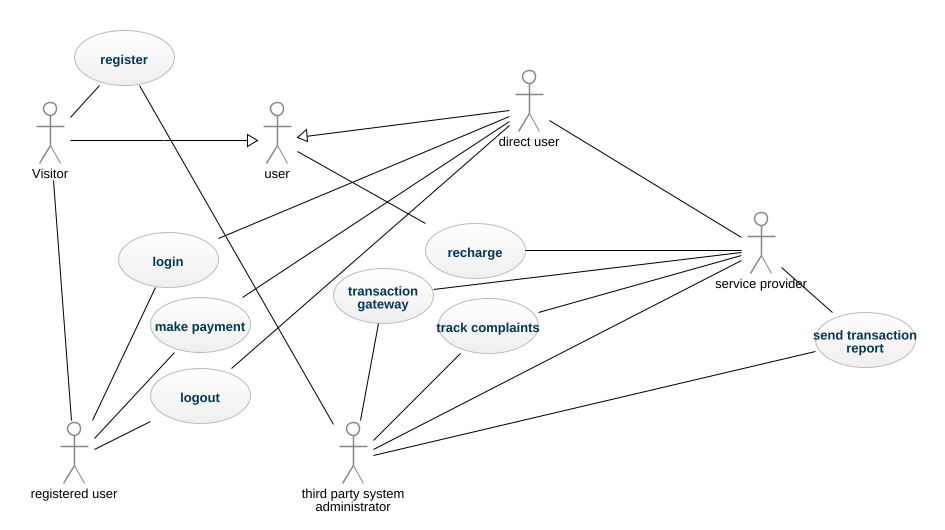 register
direct user
Visitor
user
login
recharge
service provider
transaction
gateway
make payment
track complaints
send transaction
report
logout
registered user
third party system
administrator